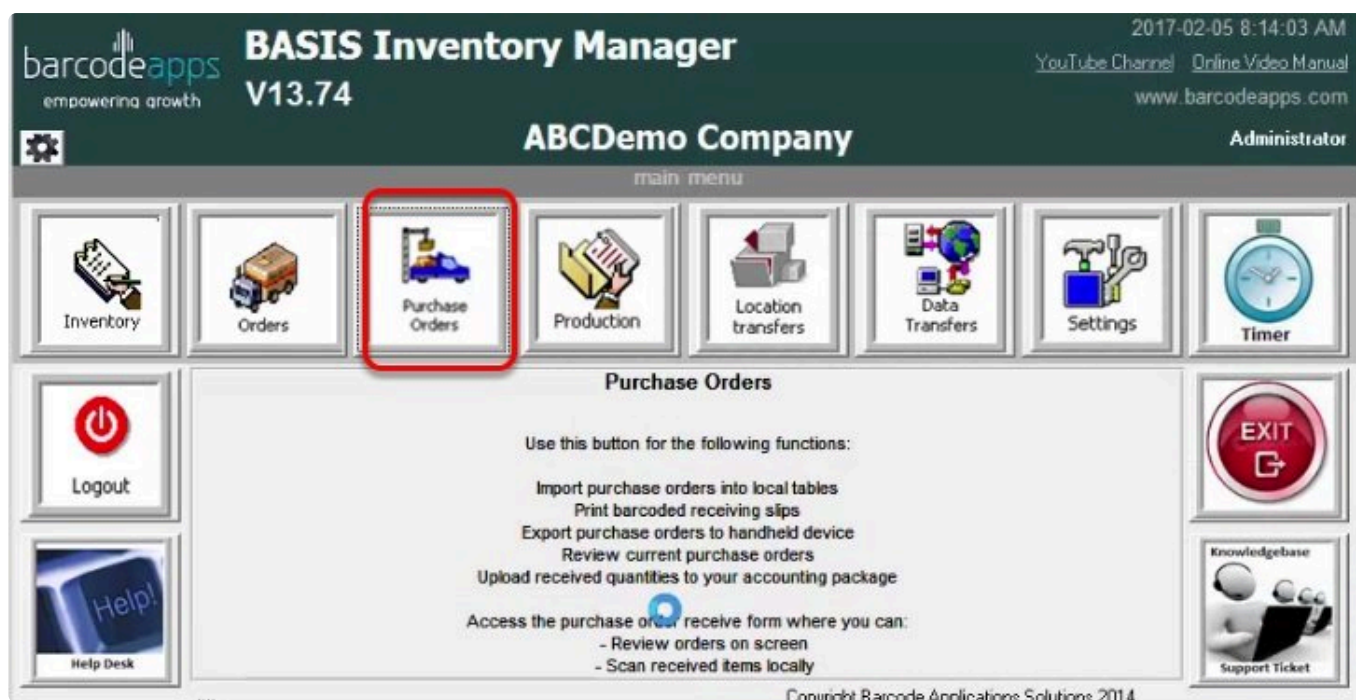 2017-02-05 8:14:03 AM
barcodeapps
empowering growth
BASIS Inventory Manager
V13.74
YouTube Channel Online Video Manual
www.barcodeapps.com
ABCDemo Company
Administrator
main menu
Inventory
Orders
Purchase
Orders
Production
Location
transfers
Data
Transfers
Settings
Timer
Logout
Help!
Help Desk
Purchase Orders
Use this button for the following functions:
Import purchase orders into local tables
Print barcoded receiving slips
Export purchase orders to handheld device
Review current purchase orders
Upload received quantities to your accounting package
Access the purchase order receive form where you can:
- Review orders on screen
- Scan received items locally
EXIT
Knowledgebase
Support Ticket
Copyright Barcode Applications Solutions 2014